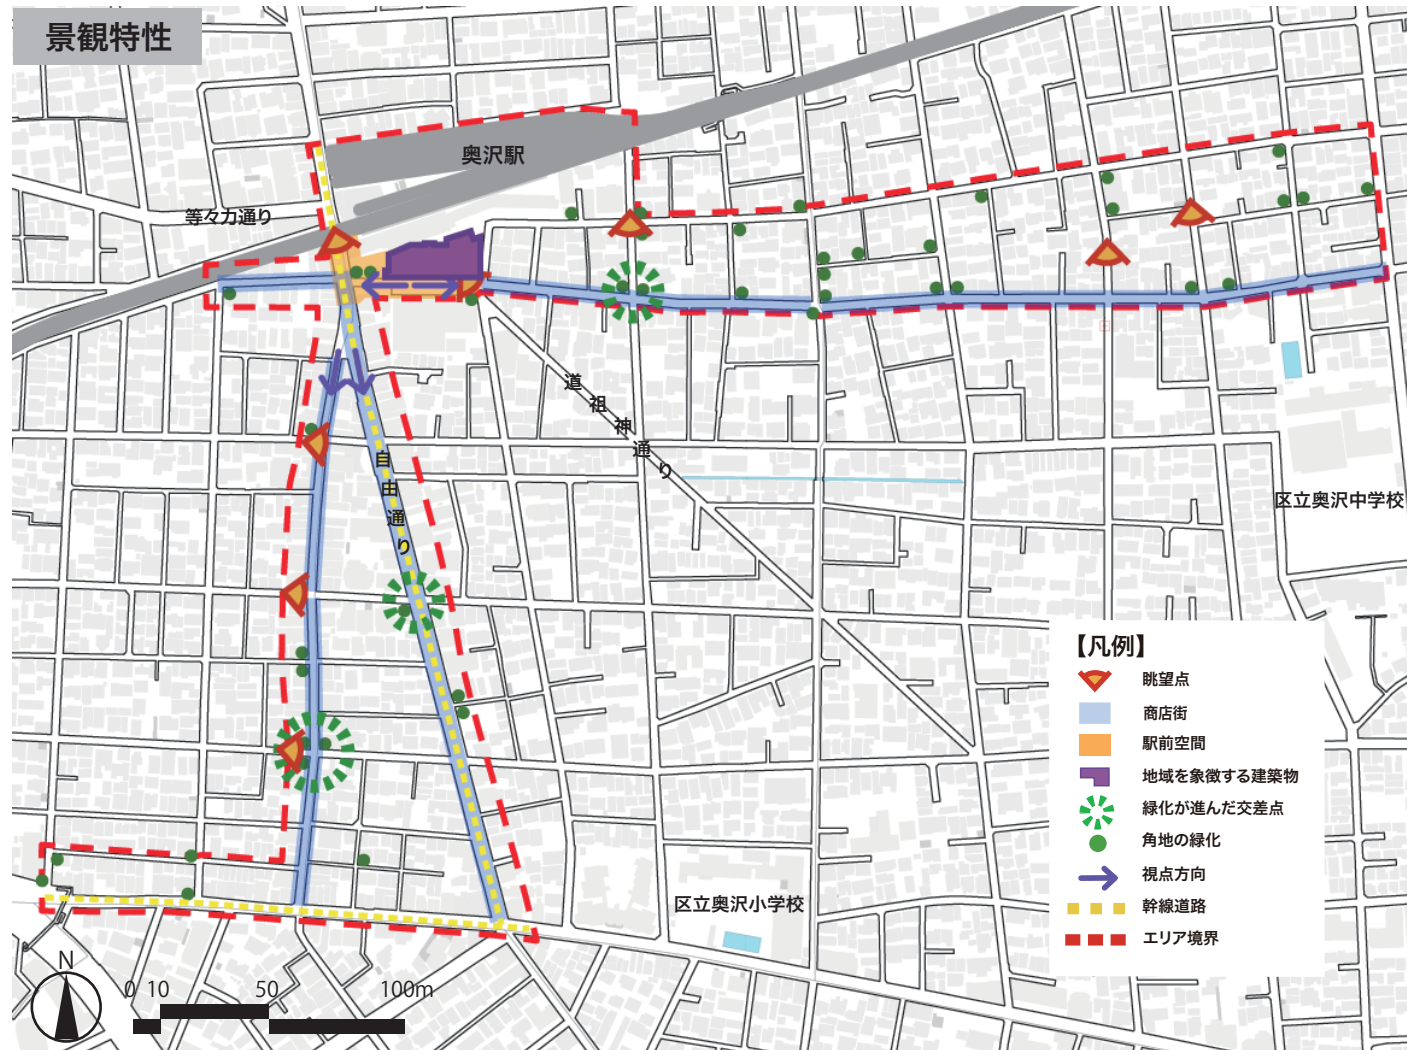 景観特性
奥沢駅
等々力通り
道祖神通り
自由通り
区立奥沢中学校
【凡例】
眺望点
商店街
駅前空間
地域を象徴する建築物
緑化が進んだ交差点
角地の緑化
視点方向
幹線道路
エリア境界
区立奥沢小学校
N
0 10 50 100m